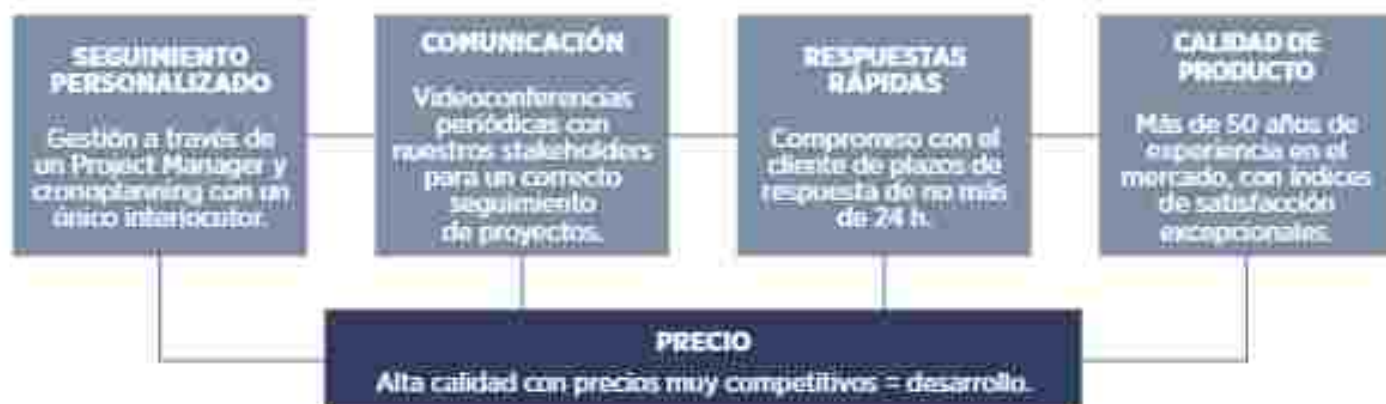 SEGUIMIENTO
PERSONALIZADO
Gestión a través de
un Project Manager y
cronoplanning con un
único interlocutor.
COMUNICACIÓN
Videoconferencias
periódicas con
nuestros stakeholders
para un correcto
seguimiento
de proyectos.
RESPUESTAS
RÁPIDAS
Compromiso con el
cliente de plazos de
respuesta de no más
de 24 h.
CALIDAD DE
PRODUCTO
Más de 50 años de
experiencia en el
mercado, con índices
de satisfacción
excepcionales.
PRECIO
Alta calidad con precios muy competitivos = desarrollo.